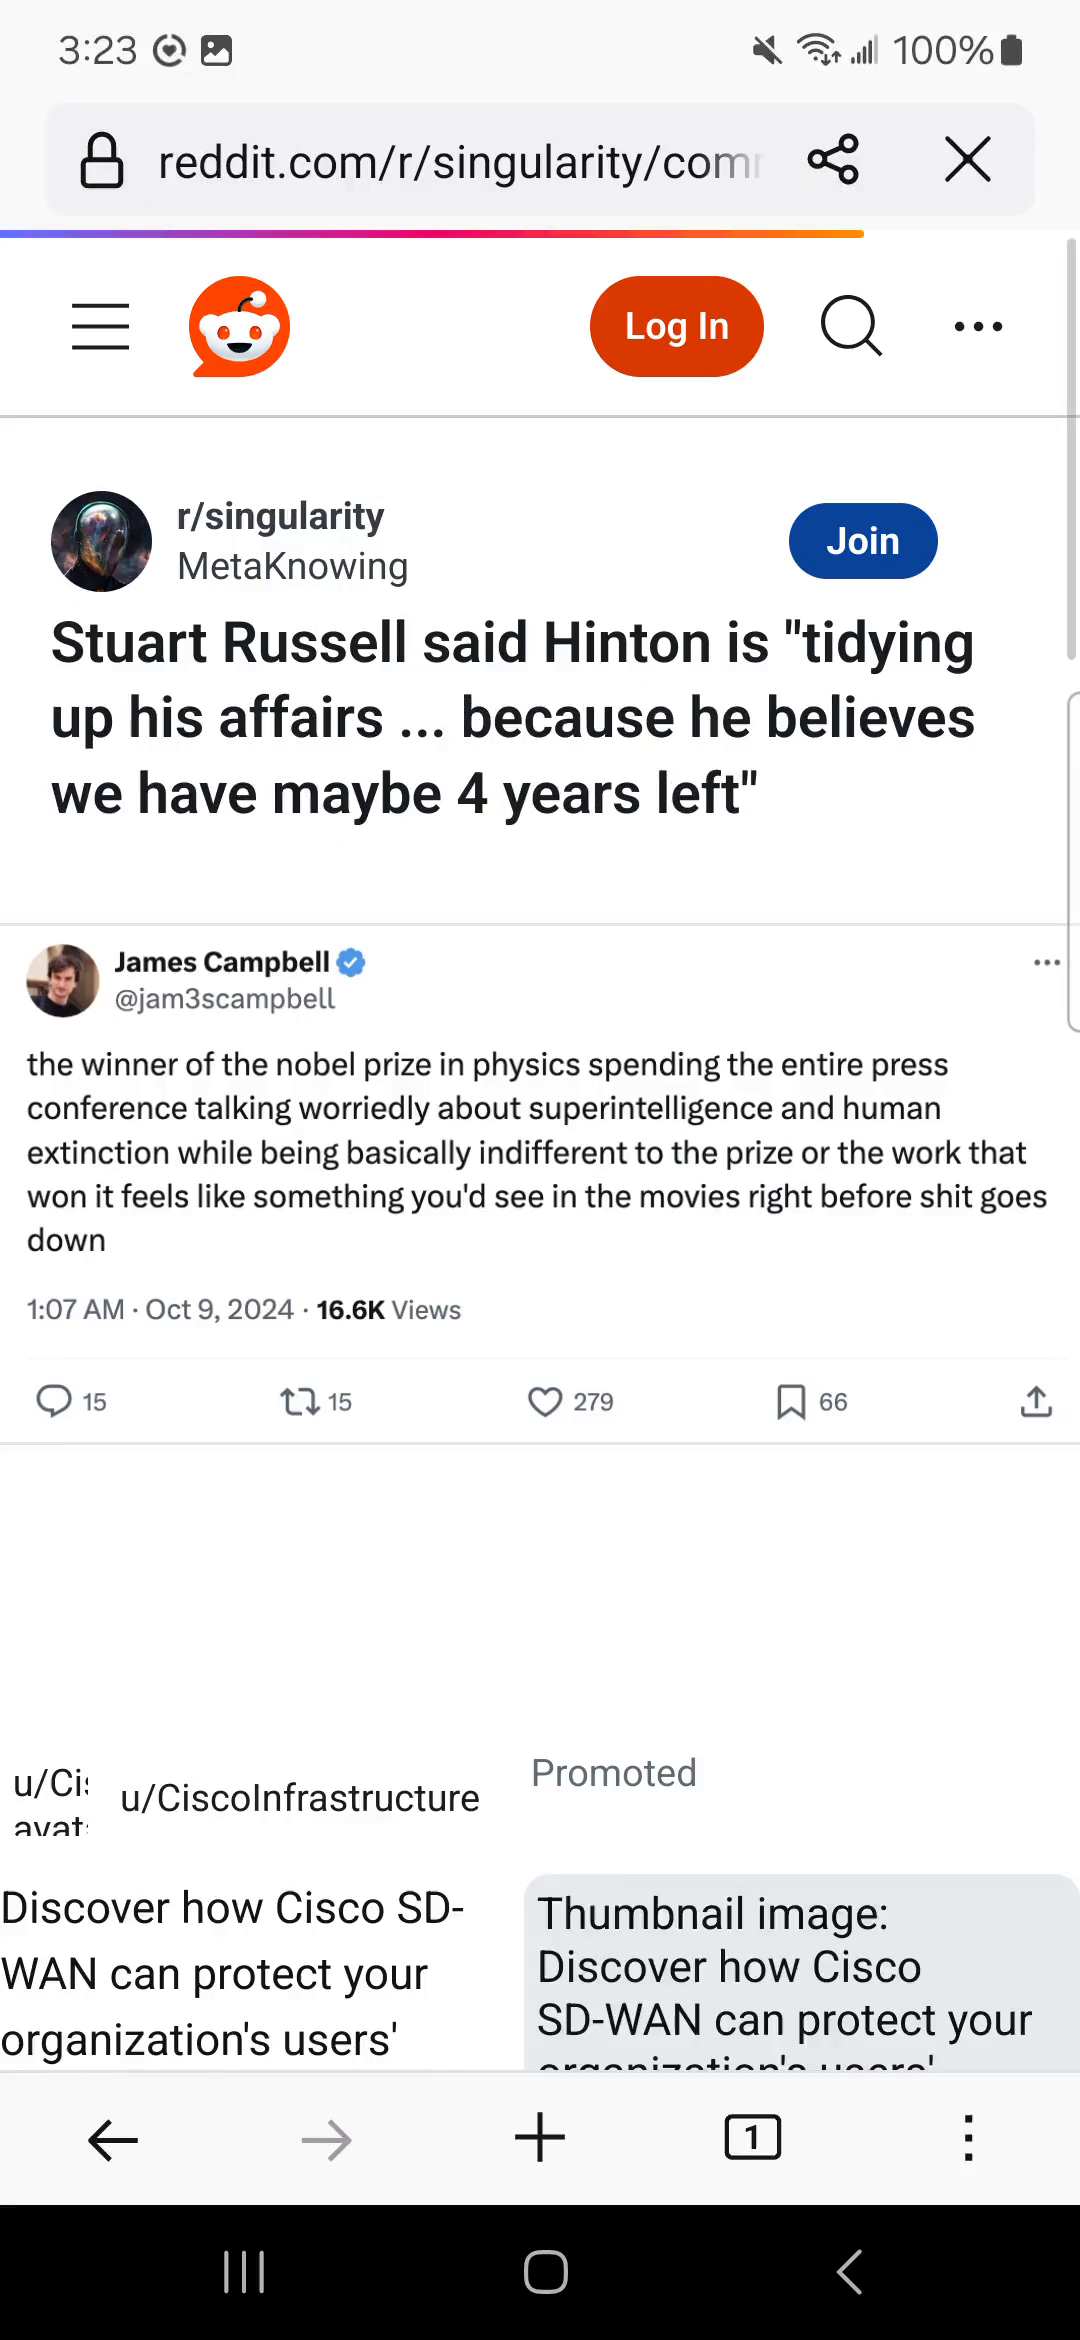 3:23
100%
reddit.com/r/singularity/com
Log In
r/singularity
MetaKnowing
Join
Stuart Russell said Hinton is "tidying
up his affairs ... because he believes
we have maybe 4 years left"
James Campbell
@jam3scampbell
the winner of the nobel prize in physics spending the entire press
conference talking worriedly about superintelligence and human
extinction while being basically indifferent to the prize or the work that
won it feels like something you'd see in the movies right before shit goes
down
1:07 AM · Oct 9, 2024 · 16.6K Views
15
15
279
66
u/Cis
avat
u/CiscoInfrastructure
Promoted
Discover how Cisco SD-
WAN can protect your
organization's users'
Thumbnail image:
Discover how Cisco
SD-WAN can protect your
organization's users'
1